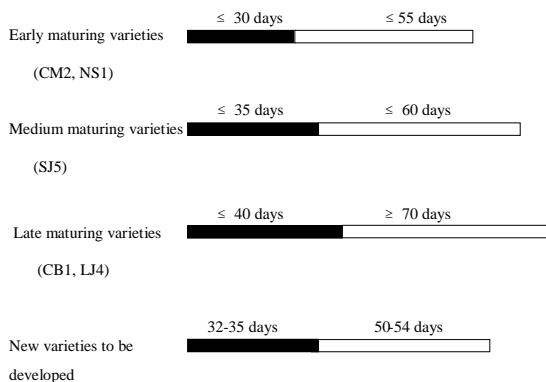 ≤ 30 days ≤ 55 days
Early maturing varieties
(CM2, NS1)
≤ 35 days ≤ 60 days
Medium maturing varieties
(SJ5)
≤ 40 days ≥ 70 days
Late maturing varieties
(CB1, LJ4)
32-35 days 50-54 days
New varieties to be
developed